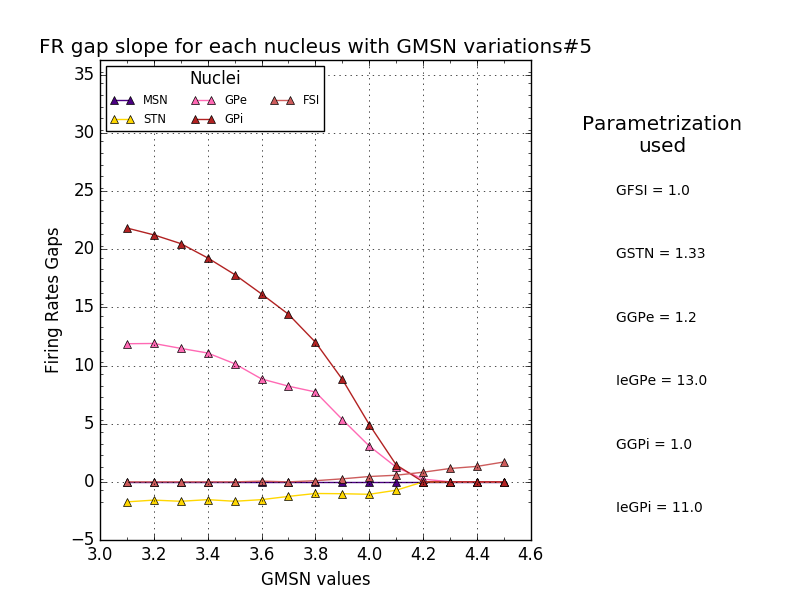 FR gap slope for each nucleus with GMSN variations#5
Nuclei
MSN GPe FSI
STN GPi
35
30
25
20
15
10
5
0
−5
Firing Rates Gaps
3.0 3.2 3.4 3.6 3.8 4.0 4.2 4.4 4.6
GMSN values
Parametrization
used
GFSI = 1.0
GSTN = 1.33
GGPe = 1.2
IeGPe = 13.0
GGPi = 1.0
IeGPi = 11.0